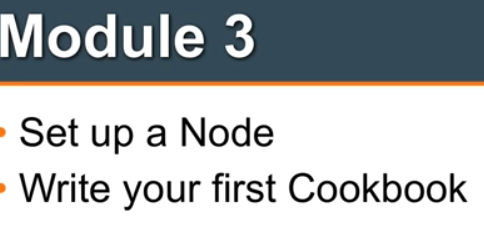 Module 3
• Set up a Node
• Write your first Cookbook